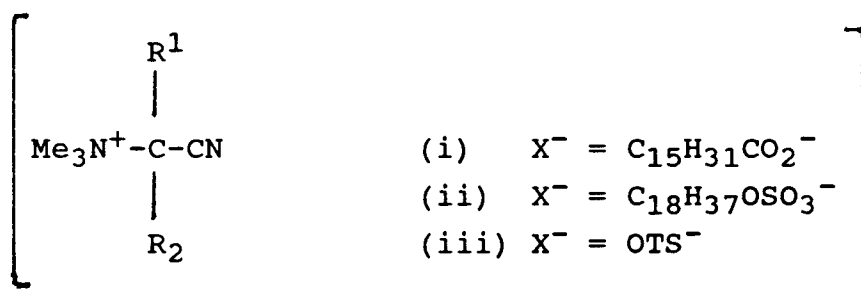 R¹
Me₃N⁺-C-CN (i) X⁻ = C₁₅H₃₁CO₂⁻
(ii) X⁻ = C₁₈H₃₇OSO₃⁻
R₂ (iii) X⁻ = OTS⁻